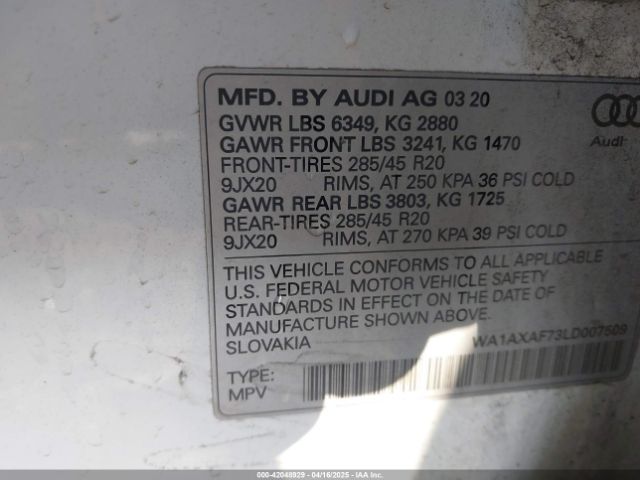 MFD. BY AUDI AG 03 20
GVWR LBS 6349, KG 2880
GAWR FRONT LBS 3241, KG 1470
FRONT-TIRES 285/45 R20
9JX20 RIMS, AT 250 KPA 36 PSI COLD
GAWR REAR LBS 3803, KG 1725
REAR-TIRES 285/45 R20
9JX20 RIMS, AT 270 KPA 39 PSI COLD
Audi
THIS VEHICLE CONFORMS TO ALL APPLICABLE
U.S. FEDERAL MOTOR VEHICLE SAFETY
STANDARDS IN EFFECT ON THE DATE OF
MANUFACTURE SHOWN ABOVE.
SLOVAKIA
WA1AXAF73LD007509
TYPE:
MPV
000-42048929 - 04/16/2025 - IAAI.COM